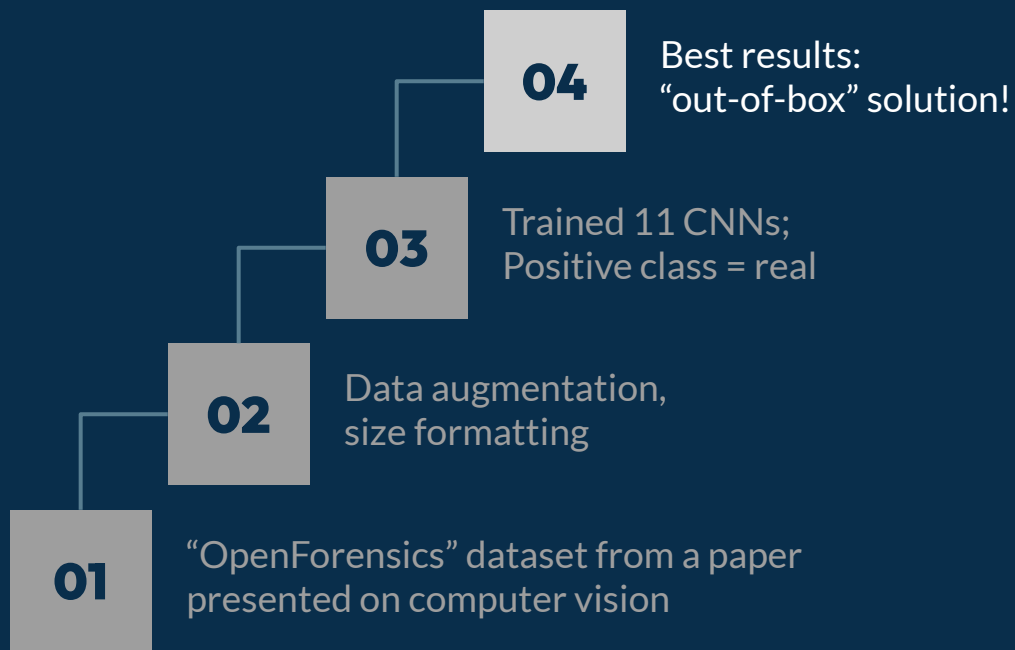 04
Best results:
“out-of-box” solution!
03
Trained 11 CNNs;
Positive class = real
02
Data augmentation,
size formatting
01
“OpenForensics” dataset from a paper
presented on computer vision